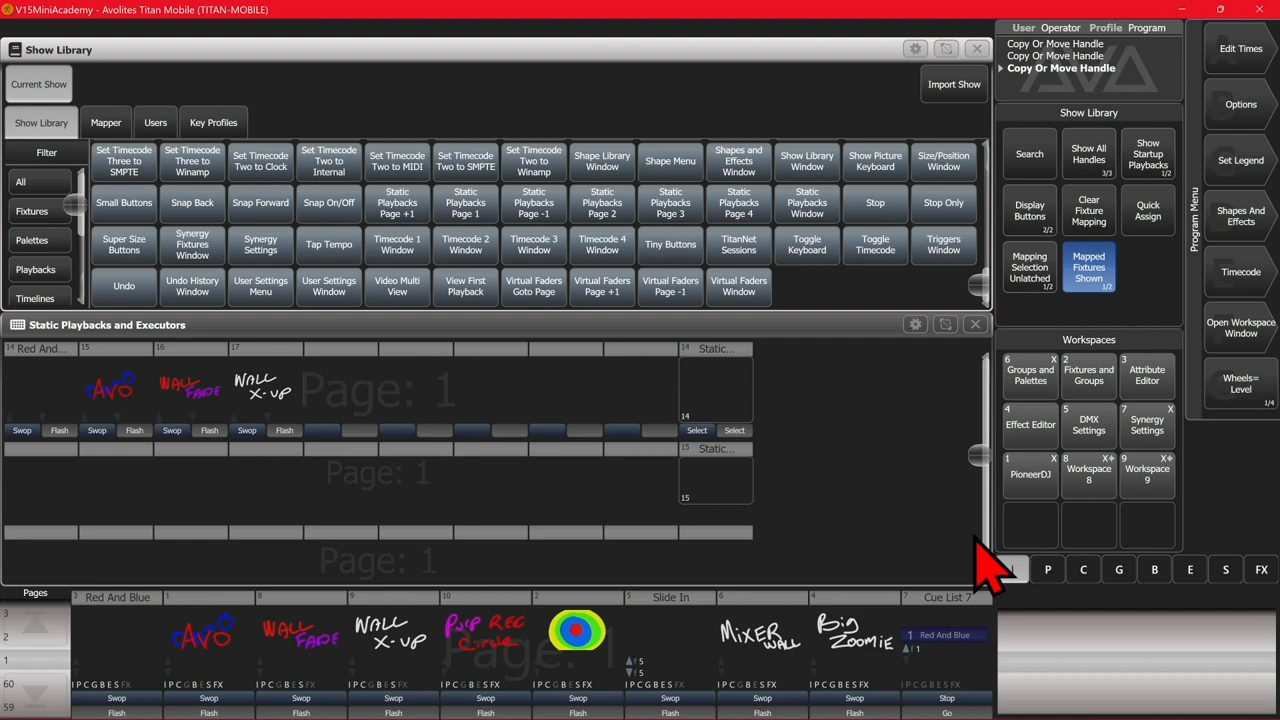 V15MiniAcademy - Avolites Titan Mobile (TITAN-MOBILE)
Show Library
Current Show
Import Show
Show Library Mapper Users Key Profiles
Filter
All
Fixtures
Palettes
Playbacks
Timelines
Set Timecode Three to SMPTE
Set Timecode Three to Winamp
Set Timecode Two to Clock
Set Timecode Two to Internal
Set Timecode Two to MIDI
Set Timecode Two to SMPTE
Set Timecode Two to Winamp
Shape Library Window
Shape Menu
Shapes and Effects Window
Show Library Window
Show Picture Keyboard
Size/Position Window
Small Buttons
Snap Back
Snap Forward
Snap On/Off
Static Playbacks Page +1
Static Playbacks Page 1
Static Playbacks Page -1
Static Playbacks Page 2
Static Playbacks Page 3
Static Playbacks Page 4
Static Playbacks Window
Stop
Stop Only
Super Size Buttons
Synergy Fixtures Window
Synergy Settings
Tap Tempo
Timecode 1 Window
Timecode 2 Window
Timecode 3 Window
Timecode 4 Window
Tiny Buttons
TitanNet Sessions
Toggle Keyboard
Toggle Timecode
Triggers Window
Undo
Undo History Window
User Settings Menu
User Settings Window
Video Multi View
View First Playback
Virtual Faders Goto Page
Virtual Faders Page +1
Virtual Faders Page -1
Virtual Faders Window
Static Playbacks and Executors
14 Red And... 15 16 17 14 Static...
Avo WALL FADE WALL X-UP Page: 1
14
Swop Flash Swop Flash Swop Flash Swop Flash Select Select
15 Static...
Page: 1
15
Page: 1
Pages
3
2
1
60
59
3 Red And Blue 1 8 9 10 2 5 Slide In 6 4 7 Cue List 7
Avo WALL FADE WALL X-UP PURP REC Circle MIXER WALL Big ZOOMIE 1 Red And Blue
Page: 1
f 5
f 5
f 1
I P C G B E S FX I P C G B E S FX I P C G B E S FX I P C G B E S FX I P C G B E S FX I P C G B E S FX I P C G B E S FX I P C G B E S FX I P C G B E S FX I P C G B E S FX
Swop Swop Swop Swop Swop Swop Swop Swop Swop Stop
Flash Flash Flash Flash Flash Flash Flash Flash Flash Go
User Operator Profile Program
Copy Or Move Handle
Copy Or Move Handle
Copy Or Move Handle
AVO
Show Library
Search
Show All Handles 3/3
Show Startup Playbacks 1/2
Display Buttons 2/2
Clear Fixture Mapping
Quick Assign
Mapping Selection Unlatched 1/2
Mapped Fixtures Shown 1/2
Workspaces
6 X Groups and Palettes
2 Fixtures and Groups
3 Attribute Editor
4 Effect Editor
5 DMX Settings
7 X Synergy Settings
1 X PioneerDJ
8 X+ Workspace 8
9 X+ Workspace 9
I P C G B E S FX
Program Menu
A Edit Times
B Options
C Set Legend
D Shapes And Effects
E Timecode
F Open Workspace Window
G Wheels= Level 1/4